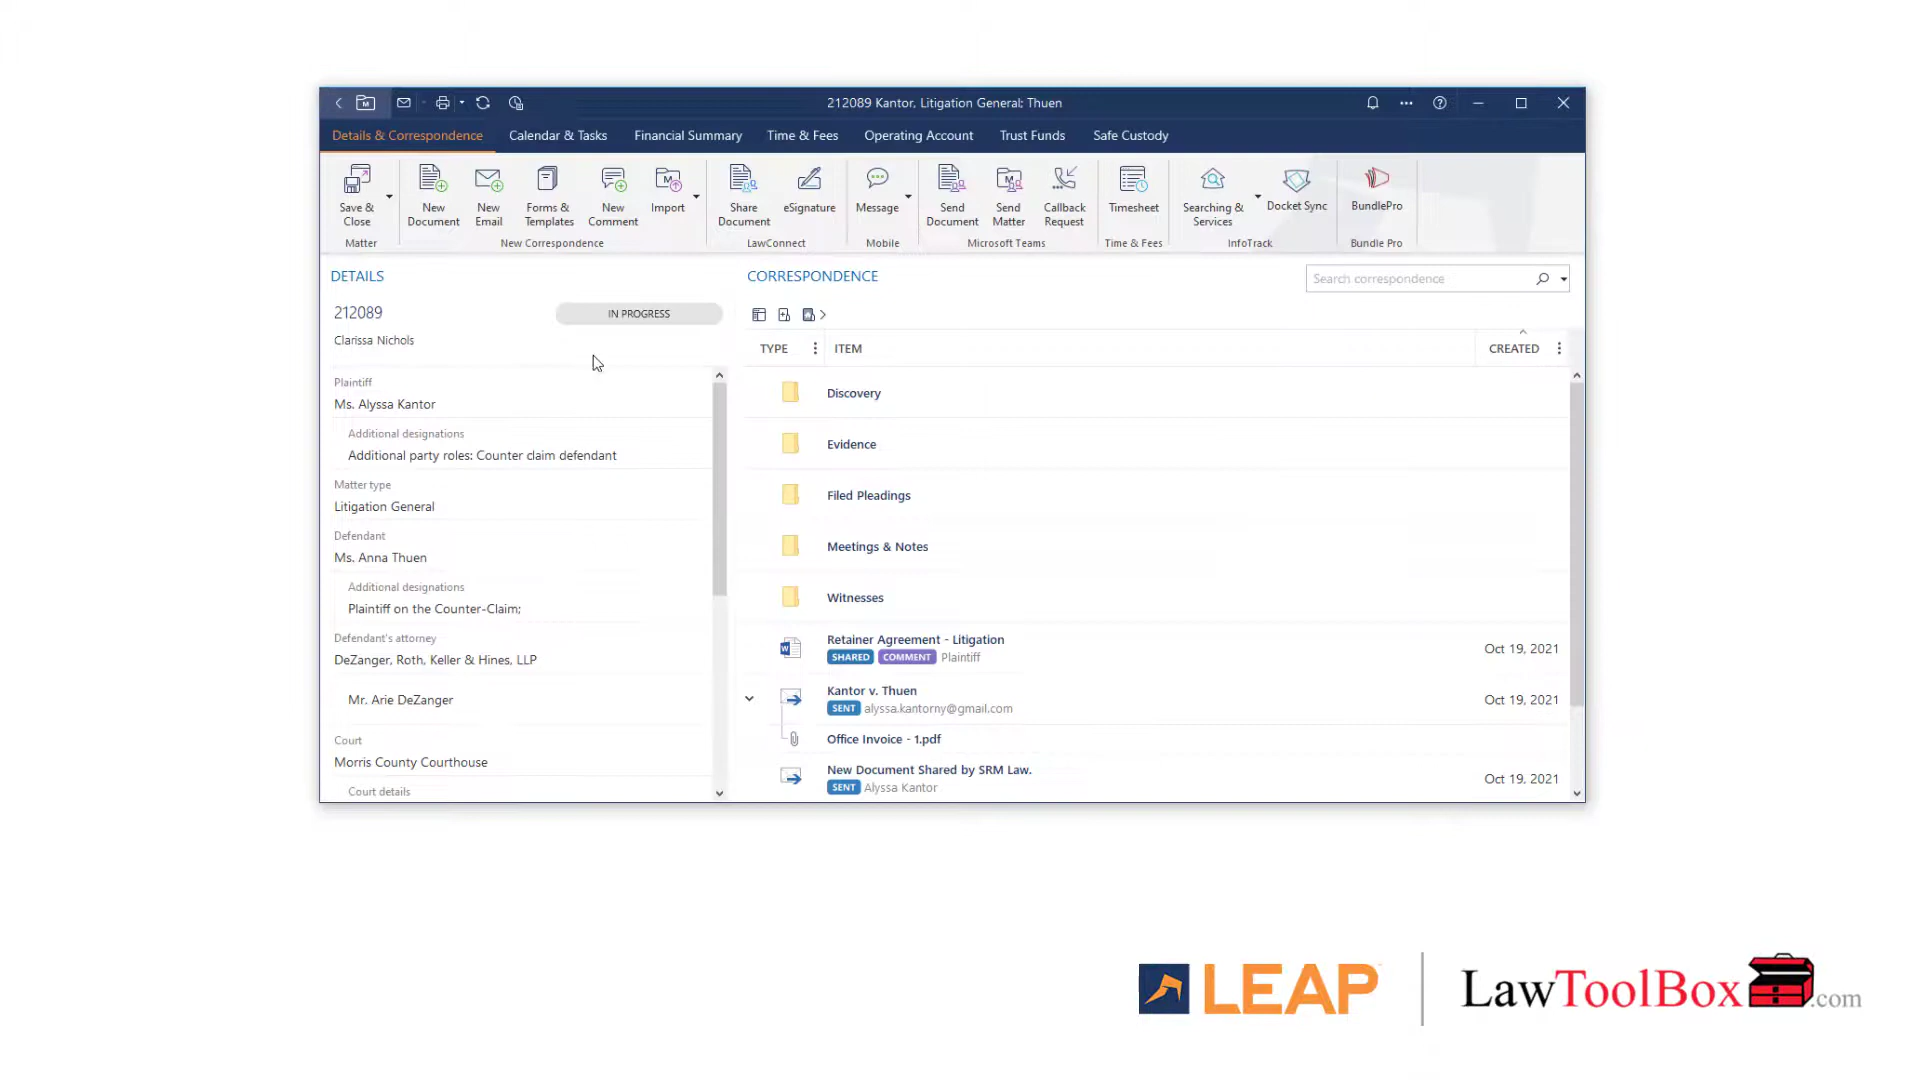 212089 Kantor, Litigation General: Thuen
Details & Correspondence
Calendar & Tasks
Financial Summary
Time & Fees
Operating Account
Trust Funds
Safe Custody
Save &
Close
Matter
New
Document
New
Email
Forms &
Templates
New
Comment
Import
New Correspondence
Share
Document
eSignature
LawConnect
Message
Mobile
Send
Document
Send
Matter
Callback
Request
Microsoft Teams
Timesheet
Time & Fees
Searching &
Services
Docket Sync
InfoTrack
BundlePro
Bundle Pro
DETAILS
212089
IN PROGRESS
Clarissa Nichols
Plaintiff
Ms. Alyssa Kantor
Additional designations
Additional party roles: Counter claim defendant
Matter type
Litigation General
Defendant
Ms. Anna Thuen
Additional designations
Plaintiff on the Counter-Claim;
Defendant's attorney
DeZanger, Roth, Keller & Hines, LLP
Mr. Arie DeZanger
Court
Morris County Courthouse
Court details
CORRESPONDENCE
Search correspondence
TYPE ITEM CREATED
Discovery
Evidence
Filed Pleadings
Meetings & Notes
Witnesses
Retainer Agreement - Litigation
SHARED COMMENT Plaintiff
Oct 19, 2021
Kantor v. Thuen
SENT alyssa.kantorny@gmail.com
Oct 19, 2021
Office Invoice - 1.pdf
New Document Shared by SRM Law.
SENT Alyssa Kantor
Oct 19, 2021
LEAP
LawToolBox.com